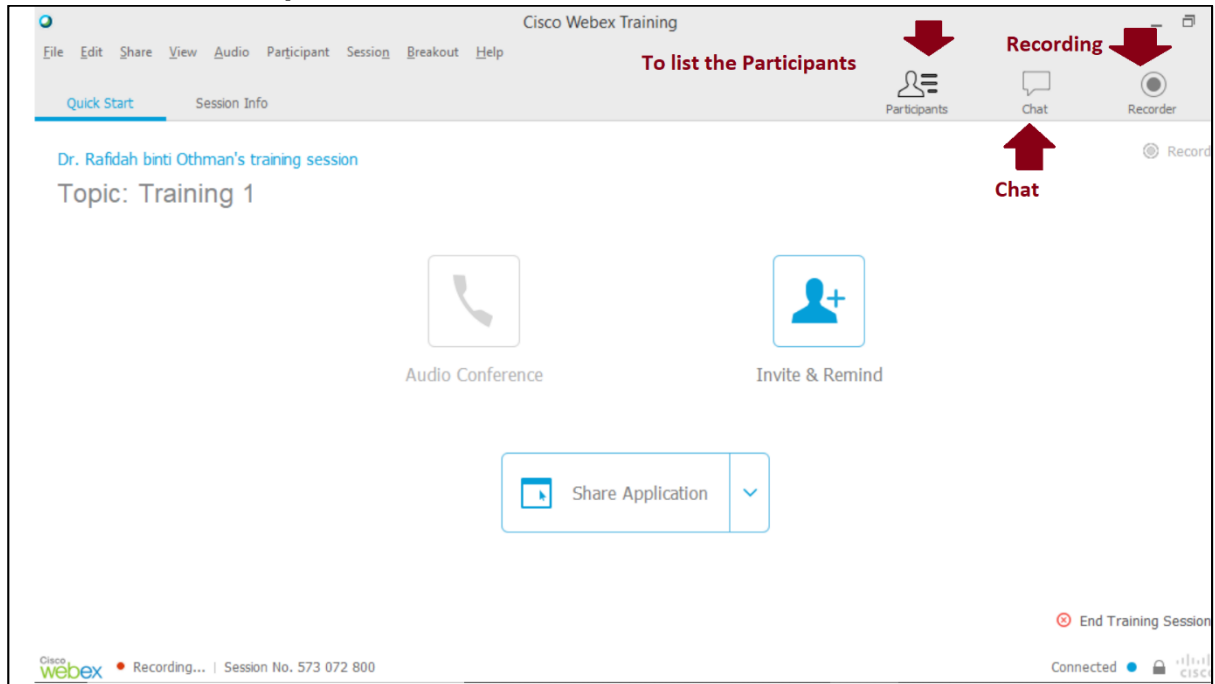 Cisco Webex Training
File Edit Share View Audio Participant Session Breakout Help
To list the Participants
Recording
Quick Start Session Info
Participants Chat Recorder
Dr. Rafidah binti Othman's training session
Record
Topic: Training 1
Chat
Audio Conference Invite & Remind
Share Application
End Training Session
Cisco webex Recording... | Session No. 573 072 800 Connected cisco